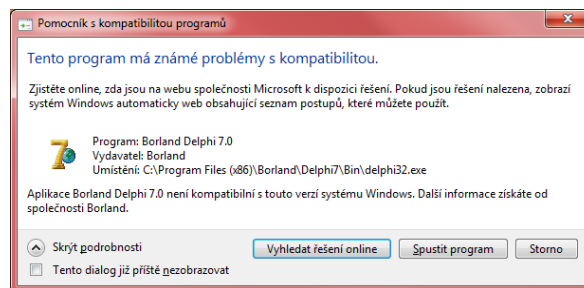 Pomocník s kompatibilitou programů
Tento program má známé problémy s kompatibilitou.
Zjistěte online, zda jsou na webu společnosti Microsoft k dispozici řešení. Pokud jsou řešení nalezena, zobrazí
systém Windows automaticky web obsahující seznam postupů, které můžete použít.
Program: Borland Delphi 7.0
Vydavatel: Borland
Umístění: C:\Program Files (x86)\Borland\Delphi7\Bin\delphi32.exe
Aplikace Borland Delphi 7.0 není kompatibilní s touto verzí systému Windows. Další informace získáte od
společnosti Borland.
Skrýt podrobnosti
Vyhledat řešení online
Spustit program
Storno
Tento dialog již příště nezobrazovat